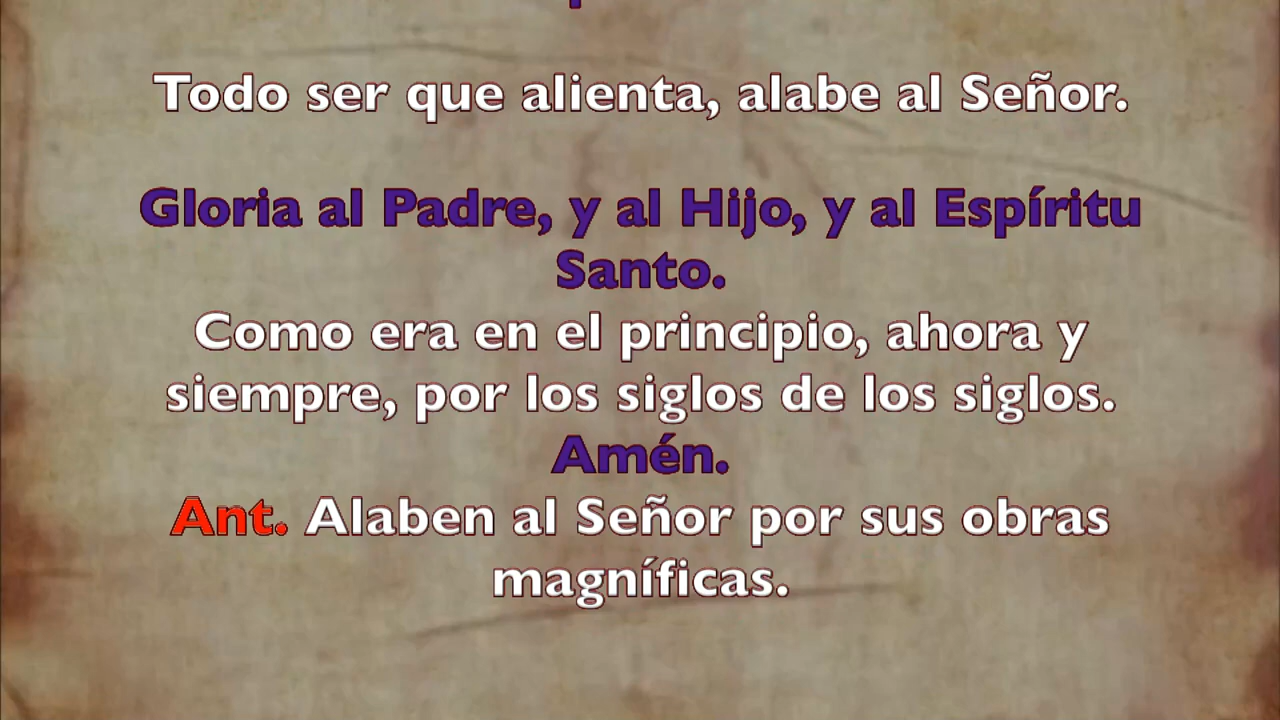 Todo ser que alienta, alabe al Señor.
Gloria al Padre, y al Hijo, y al Espíritu
Santo.
Como era en el principio, ahora y
siempre, por los siglos de los siglos.
Amén.
Ant. Alaben al Señor por sus obras
magníficas.